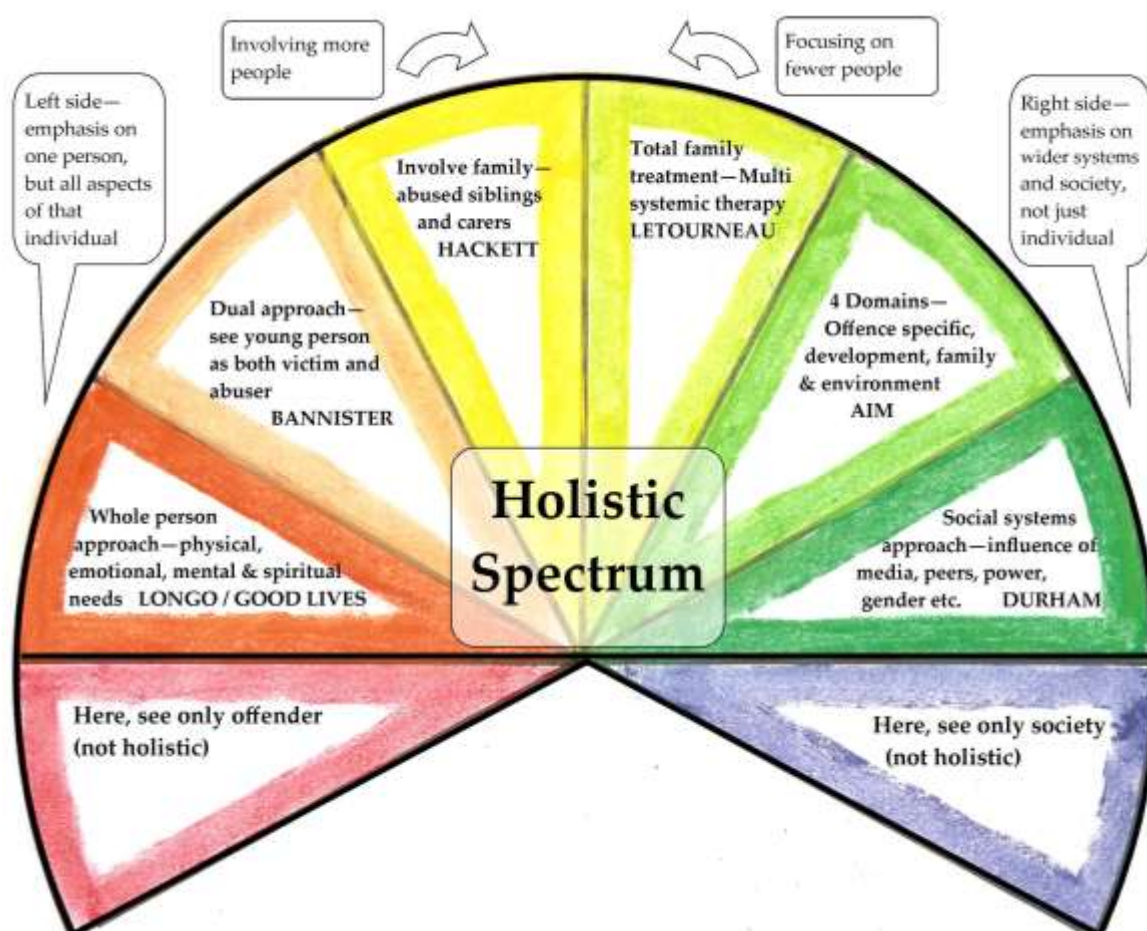 Involving more
people
Focusing on
fewer people
Left side—
emphasis on
one person,
but all aspects
of that
individual
Right side—
emphasis on
wider systems
and society,
not just
individual
Involve family—
abused siblings
and carers
HACKETT
Total family
treatment—Multi
systemic therapy
LETOURNEAU
Dual approach—
see young person
as both victim and
abuser
BANNISTER
4 Domains—
Offence specific,
development, family
& environment
AIM
Whole person
approach—physical,
emotional, mental & spiritual
needs LONGO / GOOD LIVES
Holistic
Spectrum
Social systems
approach—influence of
media, peers, power,
gender etc. DURHAM
Here, see only offender
(not holistic)
Here, see only society
(not holistic)